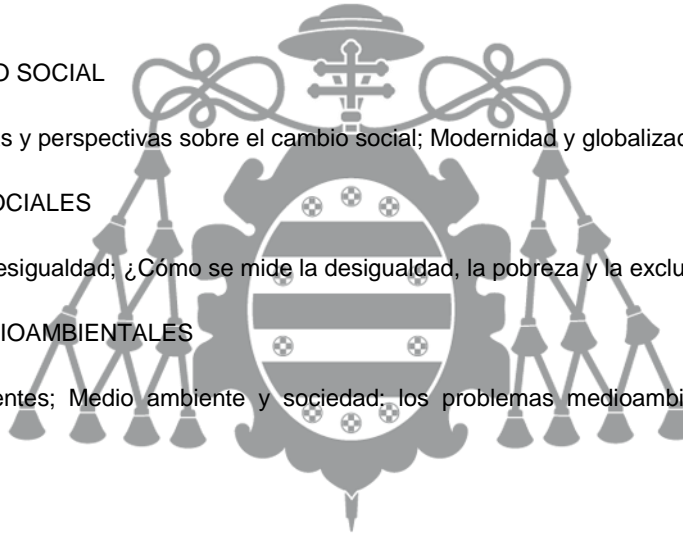 D SOCIAL
s y perspectivas sobre el cambio social; Modernidad y globalizac
OCIALES
esigualdad; ¿Cómo se mide la desigualdad, la pobreza y la exclu
IOAMBIENTALES
entes; Medio ambiente y sociedad: los problemas medioambi